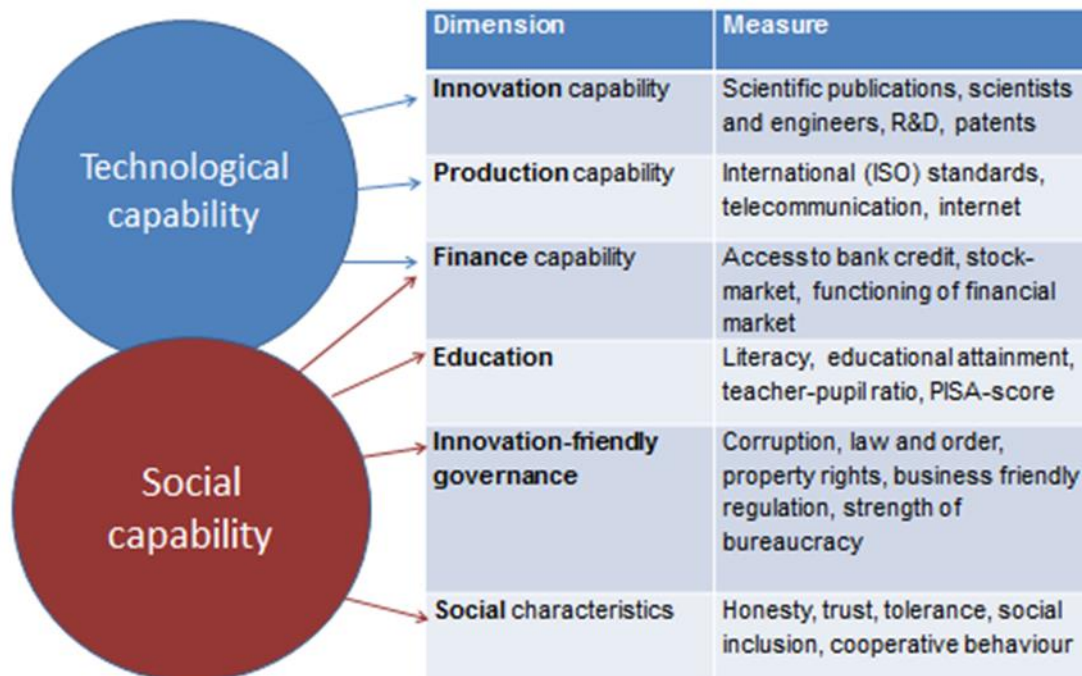 Technological
capability
Social
capability
Dimension Measure
Innovation capability Scientific publications, scientists
and engineers, R&D, patents
Production capability International (ISO) standards,
telecommunication, internet
Finance capability Access to bank credit, stock-
market, functioning of financial
market
Education Literacy, educational attainment,
teacher-pupil ratio, PISA-score
Innovation-friendly Corruption, law and order,
governance property rights, business friendly
regulation, strength of
bureaucracy
Social characteristics Honesty, trust, tolerance, social
inclusion, cooperative behaviour